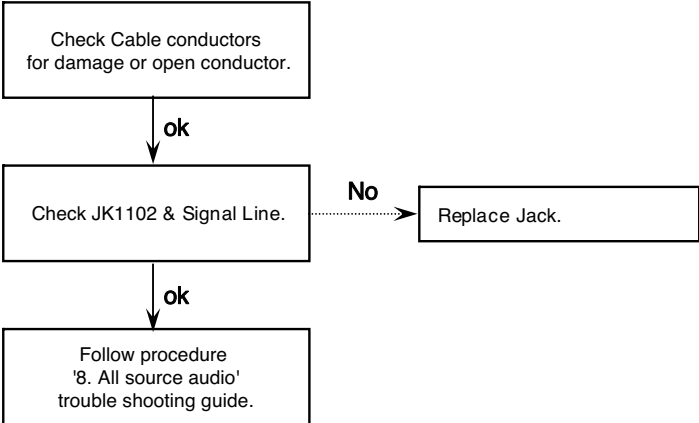 Check Cable conductors
for damage or open conductor.
ok
Check JK1102 & Signal Line.
No
Replace Jack.
ok
Follow procedure
'8. All source audio'
trouble shooting guide.